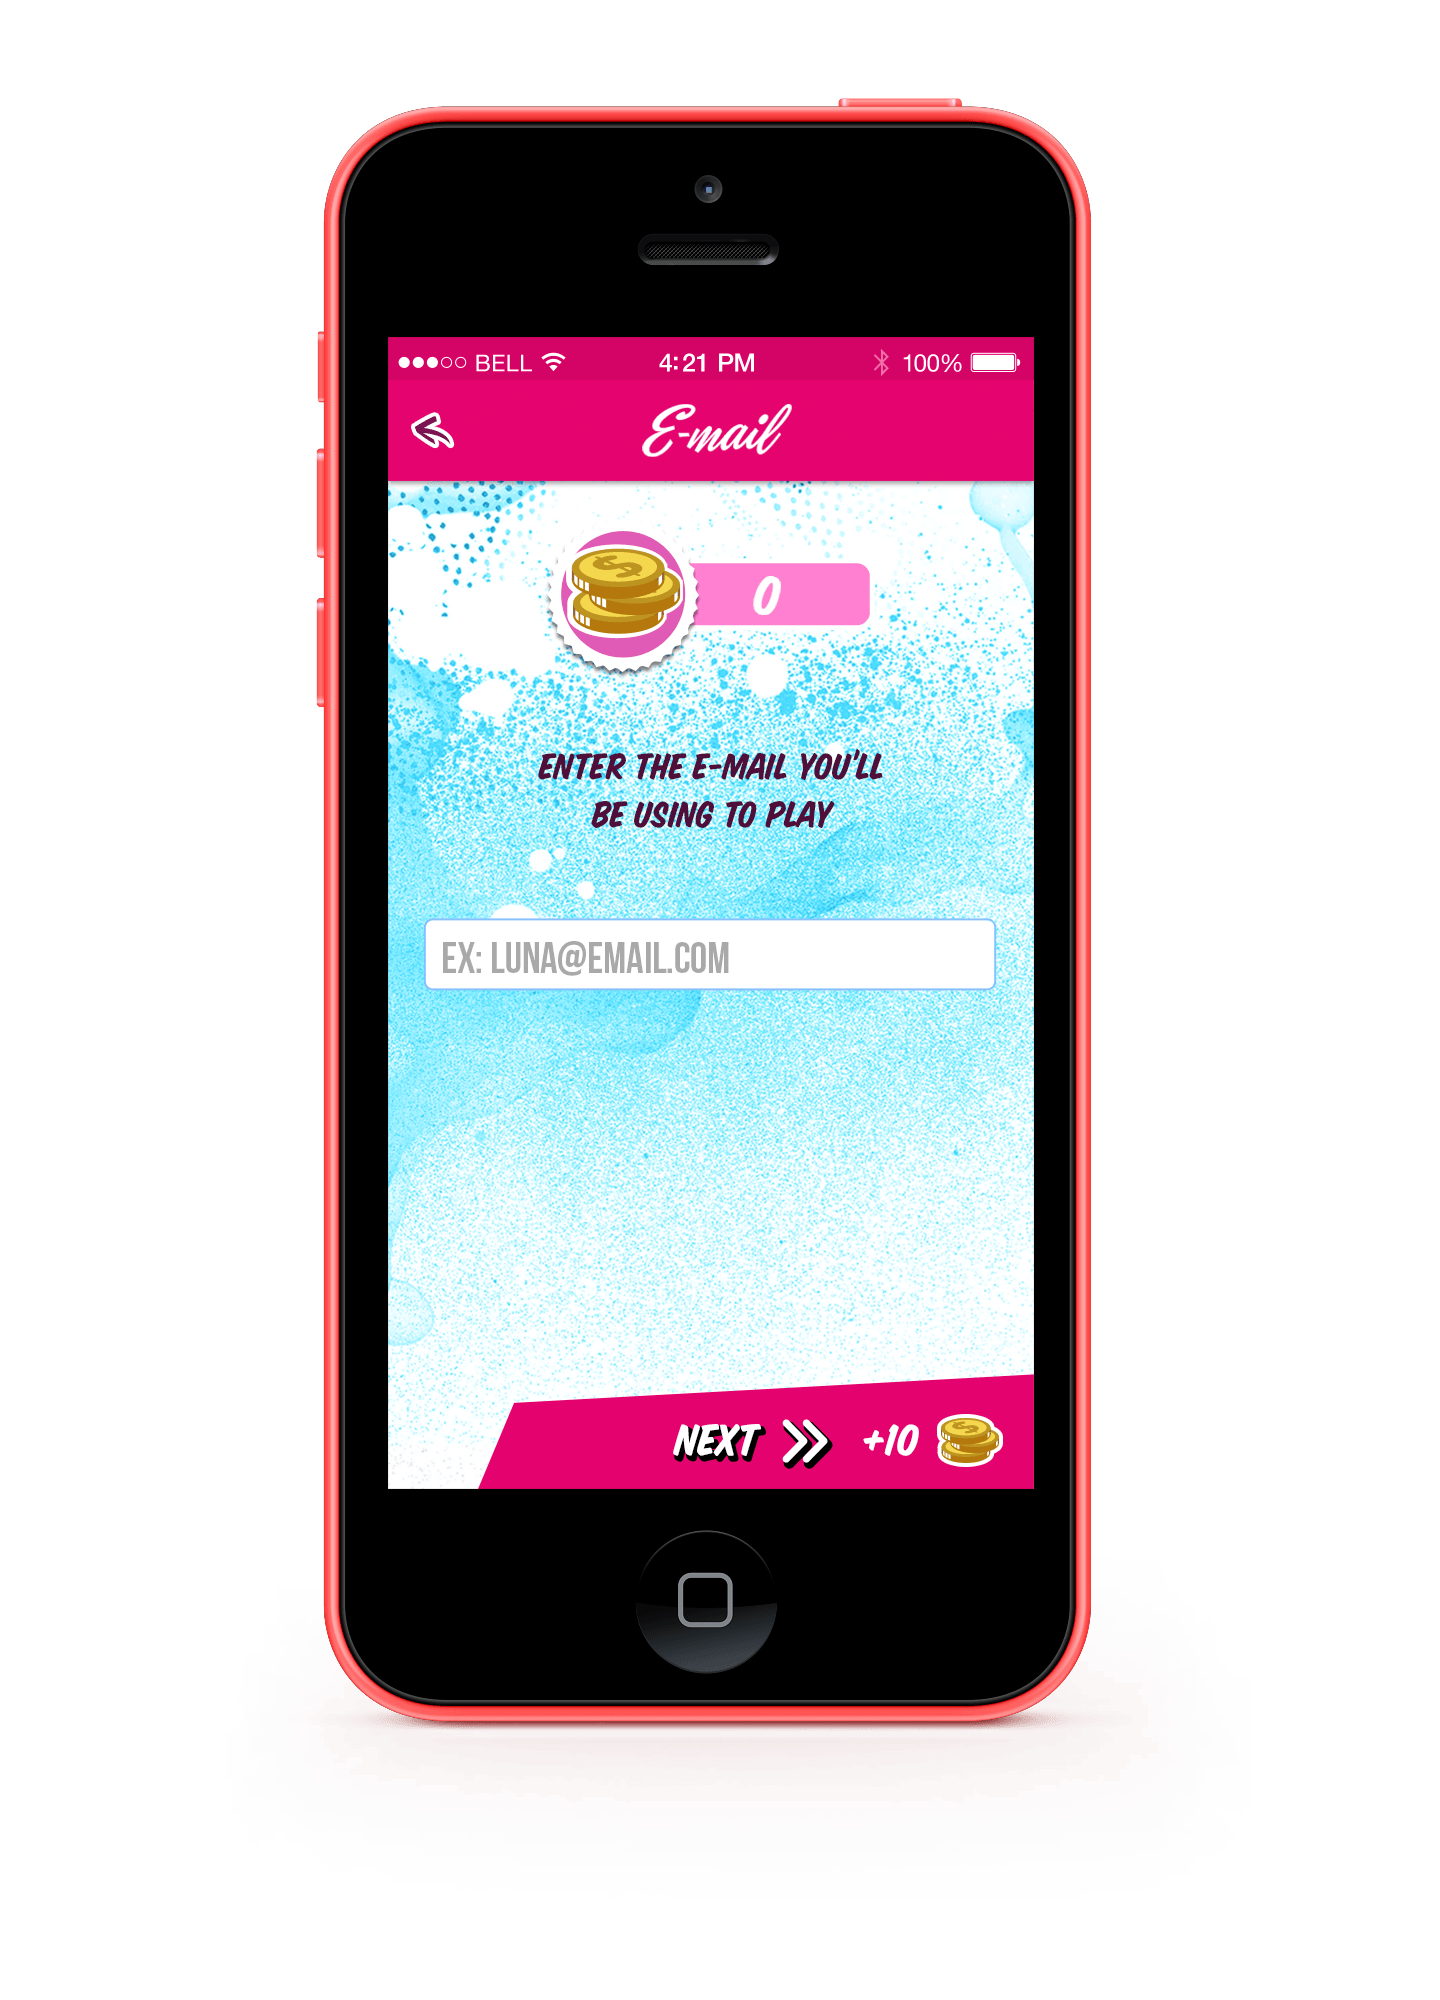 BELL 4:21 PM 100%
E-mail
0
ENTER THE E-MAIL YOU'LL
BE USING TO PLAY
EX: LUNA@EMAIL.COM
NEXT +10